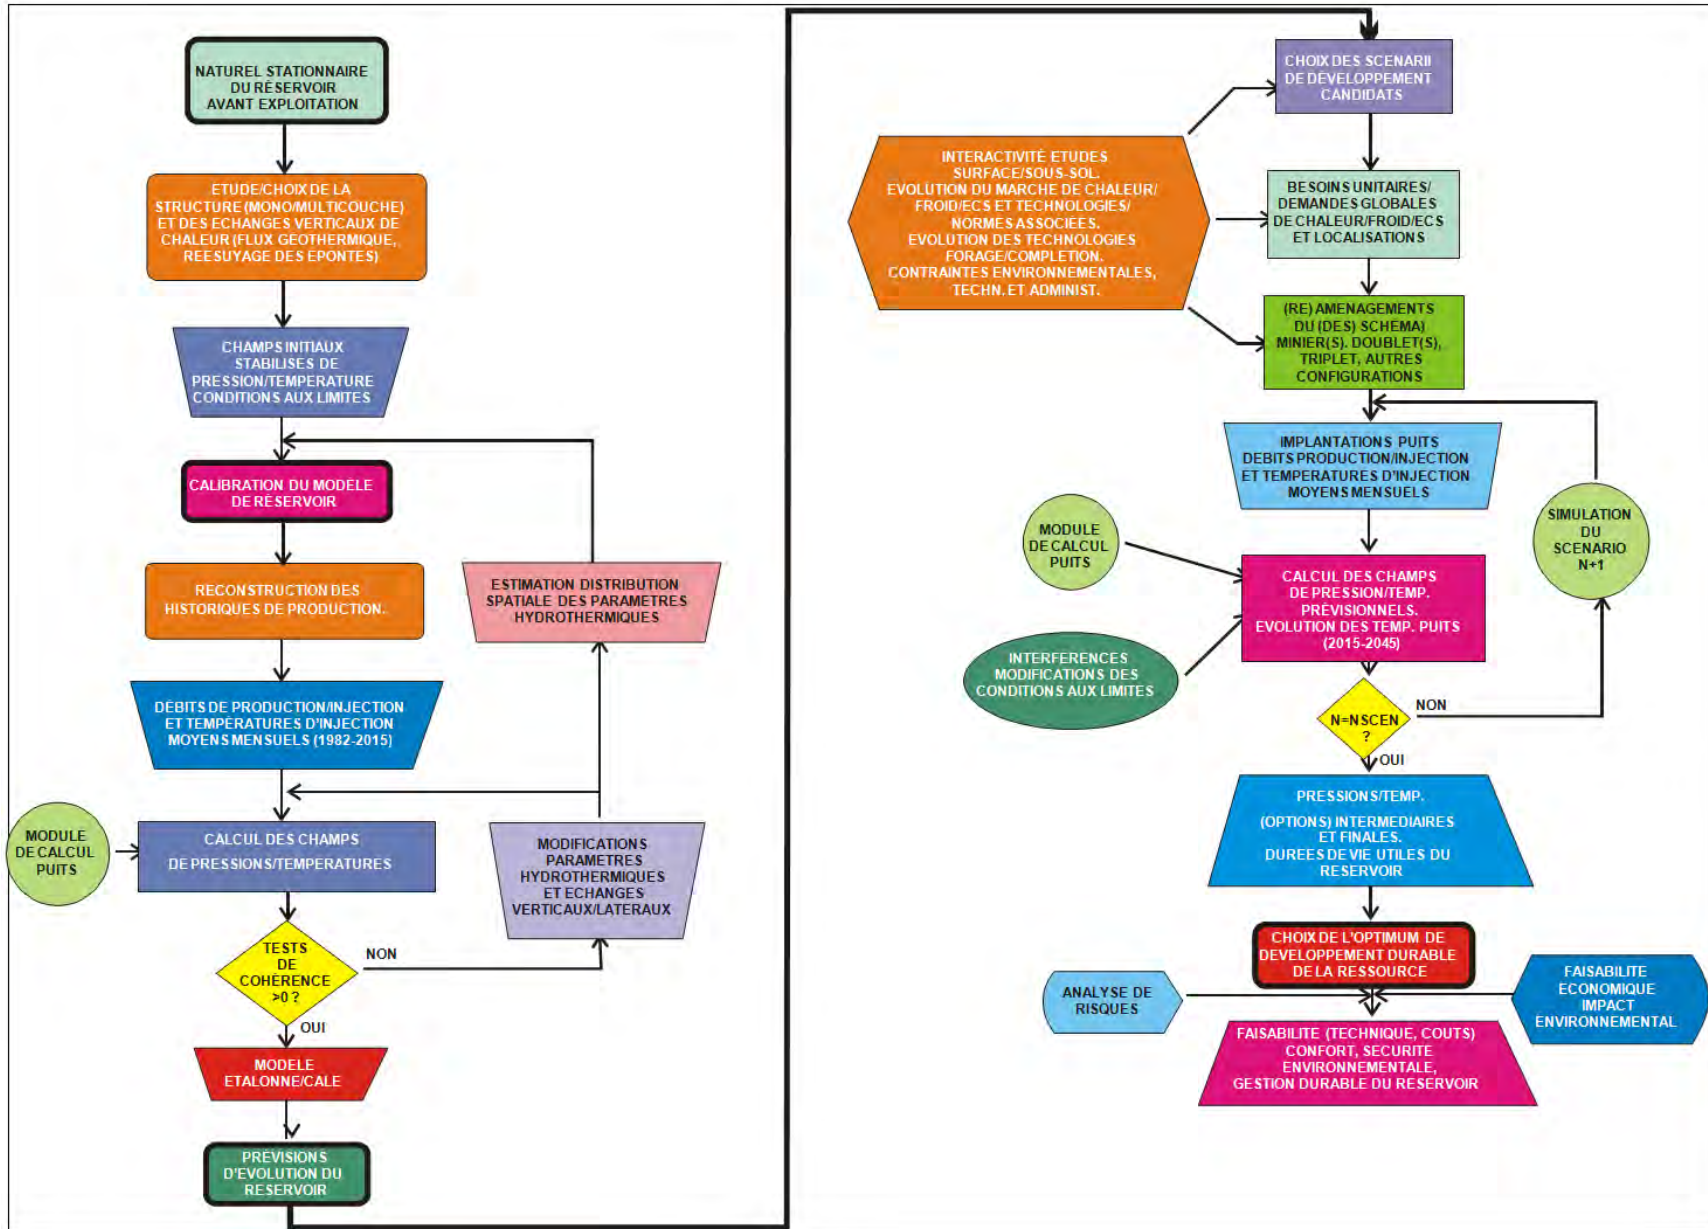 NATUREL STATIONNAIRE
DU RÉSERVOIR
AVANT EXPLOITATION
ETUDE/CHOIX DE LA
STRUCTURE (MONO/MULTICOUCHE)
ET DES ECHANGES VERTICAUX DE
CHALEUR (FLUX GEOTHERMIQUE,
REESUYAGE DES EPONTES)
CHAMPS INITIAUX
STABILISES DE
PRESSION/TEMPERATURE
CONDITIONS AUX LIMITES
CALIBRATION DU MODELE
DE RÉSERVOIR
RECONSTRUCTION DES
HISTORIQUES DE PRODUCTION.
ESTIMATION DISTRIBUTION
SPATIALE DES PARAMETRES
HYDROTHERMIQUES
DÉBITS DE PRODUCTION/INJECTION
ET TEMPÉRATURES D'INJECTION
MOYENS MENSUELS (1982-2015)
MODULE
DE CALCUL
PUITS
CALCUL DES CHAMPS
DE PRESSIONS/TEMPERATURES
MODIFICATIONS
PARAMETRES
HYDROTHERMIQUES
ET ECHANGES
VERTICAUX/LATERAUX
TESTS
DE
COHÉRENCE
>0 ?
NON
OUI
MODELE
ETALONNE/CALE
PRÉVISIONS
D'EVOLUTION DU
RESERVOIR
CHOIX DES SCENARII
DE DÉVELOPPEMENT
CANDIDATS
INTERACTIVITÉ ETUDES
SURFACE/SOUS-SOL.
EVOLUTION DU MARCHE DE CHALEUR/
FROID/ECS ET TECHNOLOGIES/
NORMES ASSOCIÉES.
EVOLUTION DES TECHNOLOGIES
FORAGE/COMPLETION.
CONTRAINTES ENVIRONNEMENTALES,
TECHN. ET ADMINIST.
BESOINS UNITAIRES/
DEMANDES GLOBALES
DE CHALEUR/FROID/ECS
ET LOCALISATIONS
(RE) AMENAGEMENTS
DU (DES) SCHEMA)
MINIER(S). DOUBLET(S),
TRIPLET, AUTRES
CONFIGURATIONS
IMPLANTATIONS PUITS
DEBITS PRODUCTION/INJECTION
ET TEMPERATURES D'INJECTION
MOYENS MENSUELS
MODULE
DE CALCUL
PUITS
SIMULATION
DU
SCENARIO
N+1
CALCUL DES CHAMPS
DE PRESSION/TEMP.
PRÉVISIONNELS.
EVOLUTION DES TEMP. PUITS
(2015-2045)
INTERFERENCES
MODIFICATIONS DES
CONDITIONS AUX LIMITES
N=NSCEN
?
NON
OUI
PRESSIONS/TEMP.
(OPTIONS) INTERMEDIAIRES
ET FINALES.
DUREES DE VIE UTILES DU
RESERVOIR
CHOIX DE L'OPTIMUM DE
DEVELOPPEMENT DURABLE
DE LA RESSOURCE
ANALYSE DE
RISQUES
FAISABILITE
ECONOMIQUE
IMPACT
ENVIRONNEMENTAL
FAISABILITE (TECHNIQUE, COUTS)
CONFORT, SECURITE
ENVIRONNEMENTALE,
GESTION DURABLE DU RESERVOIR